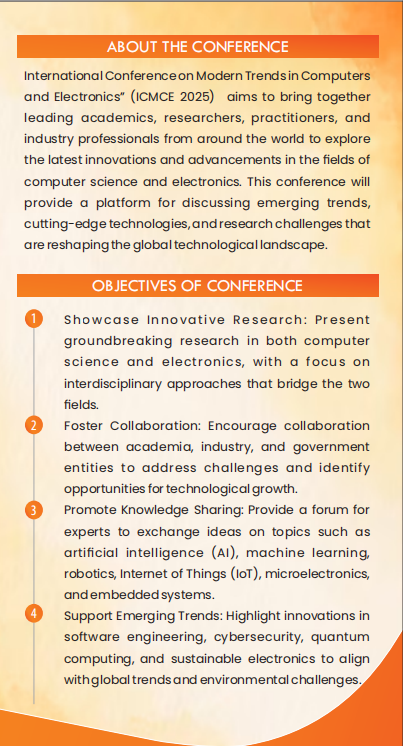 ABOUT THE CONFERENCE
International Conference on Modern Trends in Computers
and Electronics” (ICMCE 2025) aims to bring together
leading academics, researchers, practitioners, and
industry professionals from around the world to explore
the latest innovations and advancements in the fields of
computer science and electronics. This conference will
provide a platform for discussing emerging trends,
cutting-edge technologies, and research challenges that
are reshaping the global technological landscape.
OBJECTIVES OF CONFERENCE
1 Showcase Innovative Research: Present
groundbreaking research in both computer
science and electronics, with a focus on
interdisciplinary approaches that bridge the two
fields.
2 Foster Collaboration: Encourage collaboration
between academia, industry, and government
entities to address challenges and identify
opportunities for technological growth.
3 Promote Knowledge Sharing: Provide a forum for
experts to exchange ideas on topics such as
artificial intelligence (AI), machine learning,
robotics, Internet of Things (IoT), microelectronics,
and embedded systems.
4 Support Emerging Trends: Highlight innovations in
software engineering, cybersecurity, quantum
computing, and sustainable electronics to align
with global trends and environmental challenges.